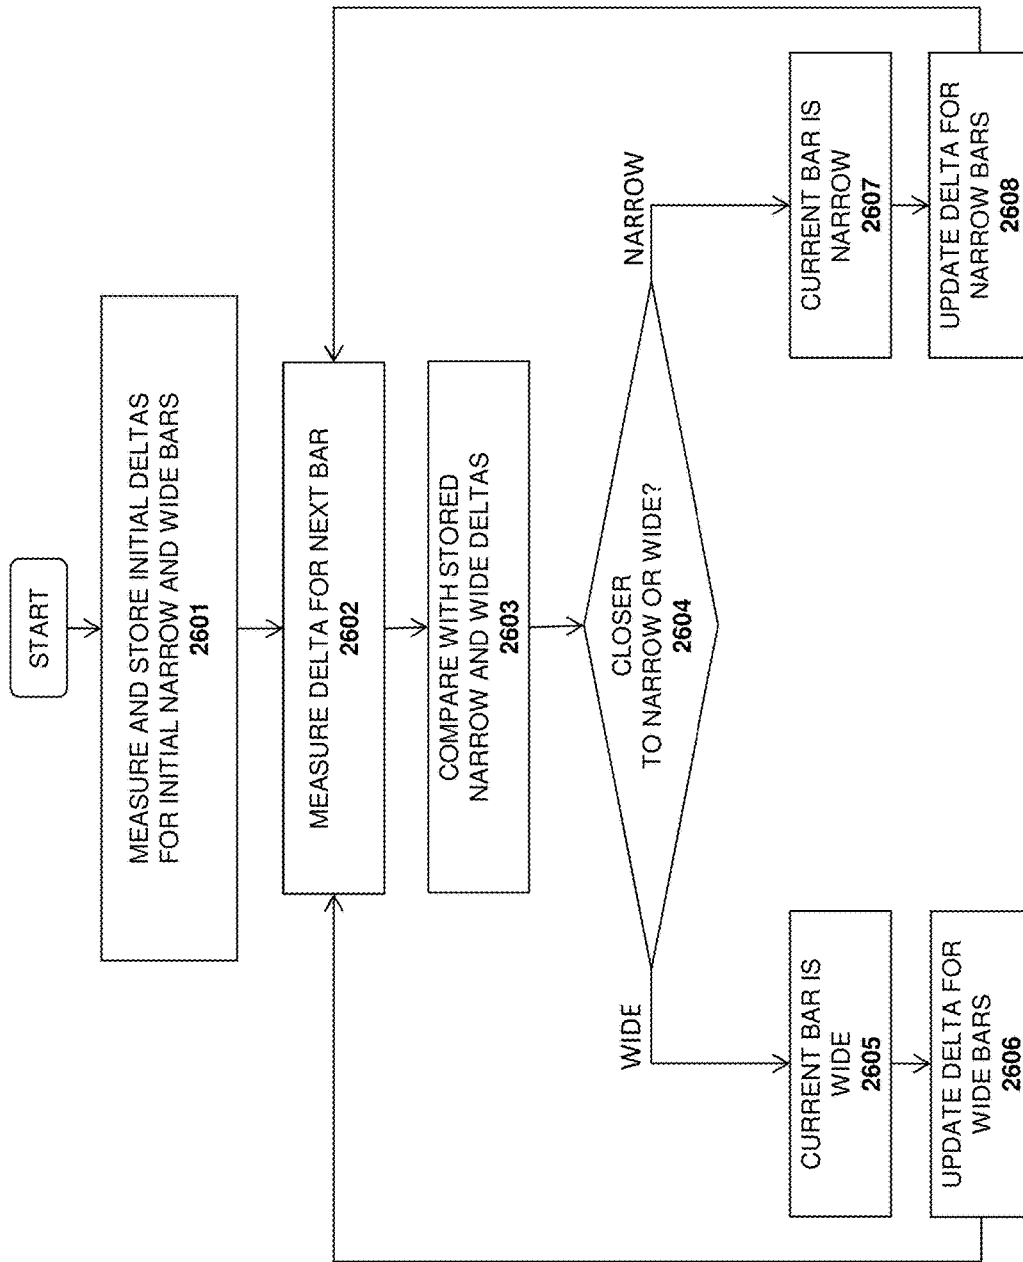 START
MEASURE AND STORE INITIAL DELTAS
FOR INITIAL NARROW AND WIDE BARS
2601
MEASURE DELTA FOR NEXT BAR
2602
COMPARE WITH STORED
NARROW AND WIDE DELTAS
2603
CLOSER
TO NARROW OR WIDE?
2604
WIDE
NARROW
CURRENT BAR IS
WIDE
2605
UPDATE DELTA FOR
WIDE BARS
2606
CURRENT BAR IS
NARROW
2607
UPDATE DELTA FOR
NARROW BARS
2608